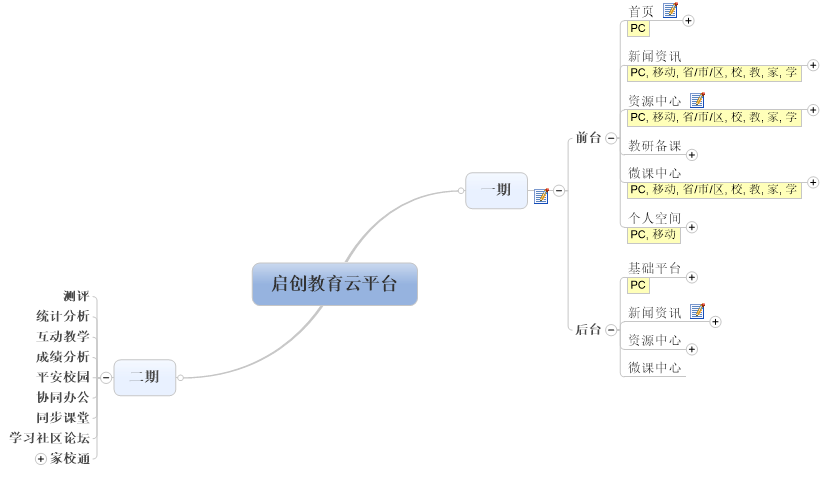 启创教育云平台
一期
前台
首页
PC
新闻资讯
PC, 移动, 省/市/区, 校, 教, 家, 学
资源中心
PC, 移动, 省/市/区, 校, 教, 家, 学
教研备课
微课中心
PC, 移动, 省/市/区, 校, 教, 家, 学
个人空间
PC, 移动
后台
基础平台
PC
新闻资讯
资源中心
微课中心
二期
测评
统计分析
互动教学
成绩分析
平安校园
协同办公
同步课堂
学习社区论坛
家校通